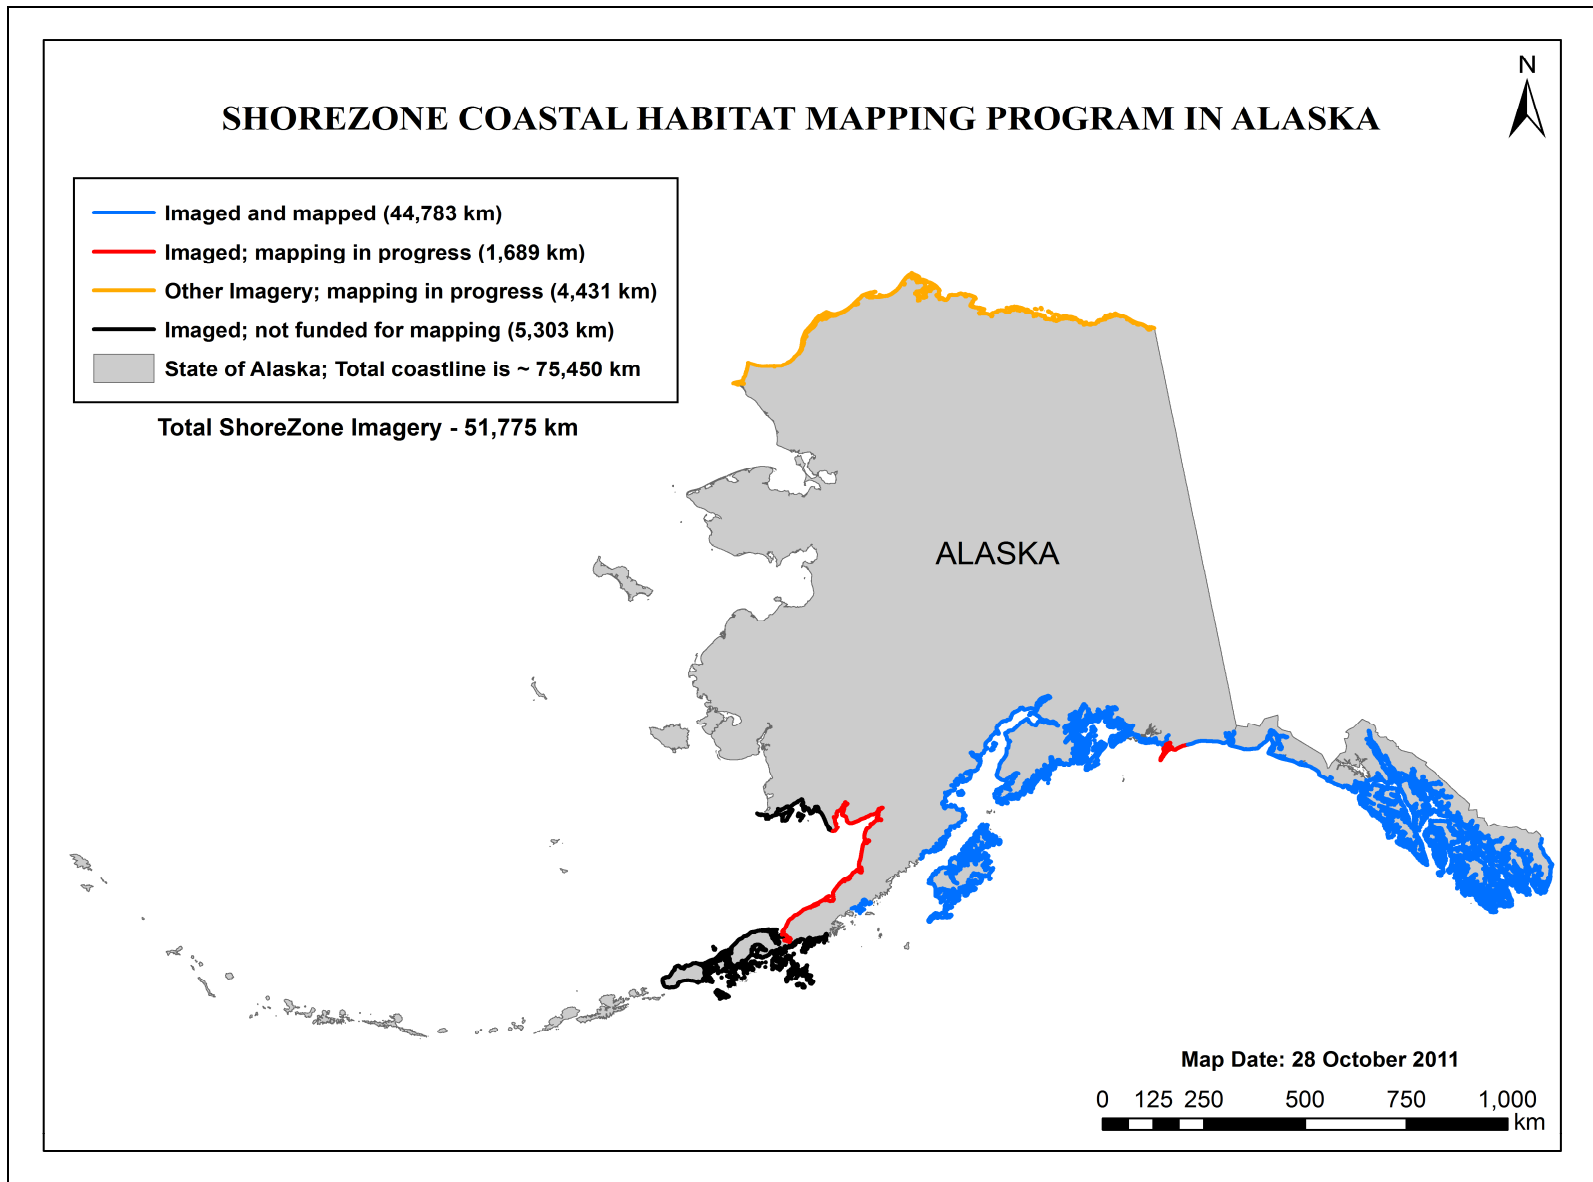 N
SHOREZONE COASTAL HABITAT MAPPING PROGRAM IN ALASKA
Imaged and mapped (44,783 km)
Imaged; mapping in progress (1,689 km)
Other Imagery; mapping in progress (4,431 km)
Imaged; not funded for mapping (5,303 km)
State of Alaska; Total coastline is ~ 75,450 km
Total ShoreZone Imagery - 51,775 km
ALASKA
Map Date: 28 October 2011
0 125 250 500 750 1,000
km